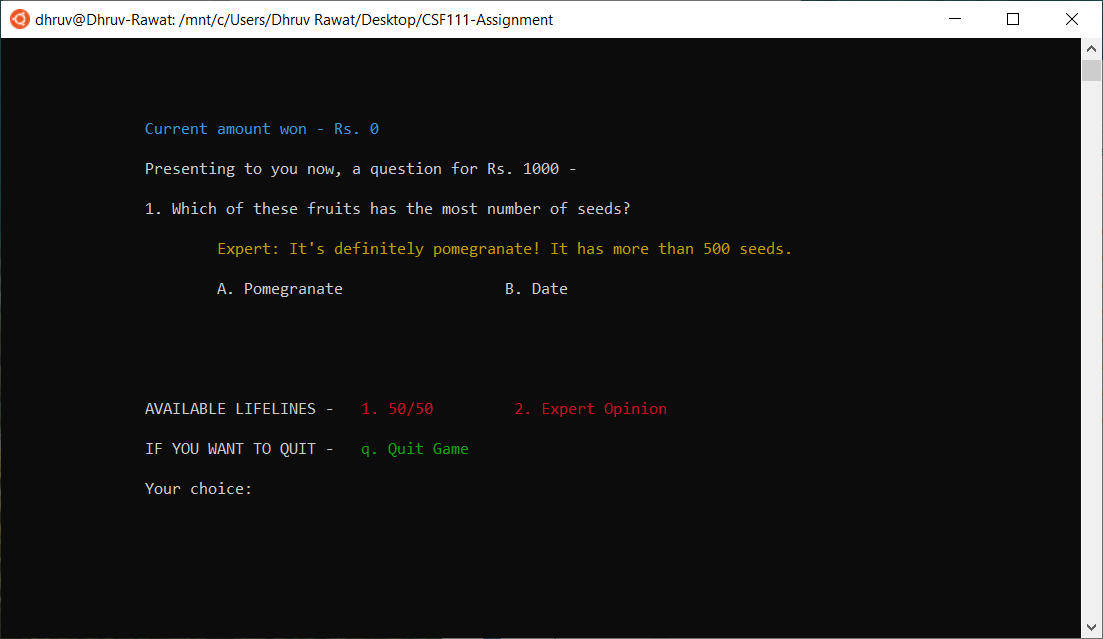 dhruv@Dhruv-Rawat: /mnt/c/Users/Dhruv Rawat/Desktop/CSF111-Assignment
Current amount won - Rs. 0
Presenting to you now, a question for Rs. 1000 -
1. Which of these fruits has the most number of seeds?
Expert: It's definitely pomegranate! It has more than 500 seeds.
A. Pomegranate B. Date
AVAILABLE LIFELINES - 1. 50/50 2. Expert Opinion
IF YOU WANT TO QUIT - q. Quit Game
Your choice: